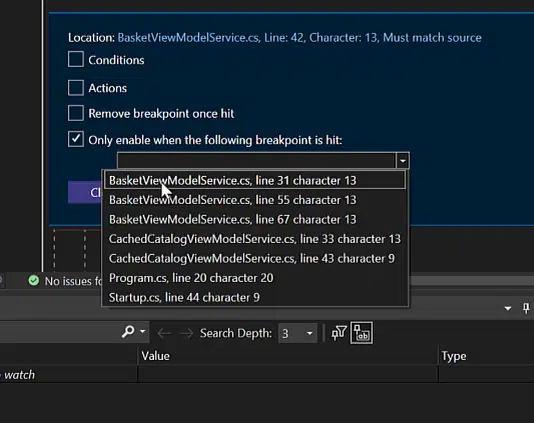 Location: BasketViewModelService.cs, Line: 42, Character: 13, Must match source
Conditions
Actions
Remove breakpoint once hit
Only enable when the following breakpoint is hit:
BasketViewModelService.cs, line 31 character 13
BasketViewModelService.cs, line 55 character 13
BasketViewModelService.cs, line 67 character 13
CachedCatalogViewModelService.cs, line 33 character 13
CachedCatalogViewModelService.cs, line 43 character 9
Program.cs, line 20 character 20
Startup.cs, line 44 character 9
No issues fo
Search Depth: 3
Value Type
watch